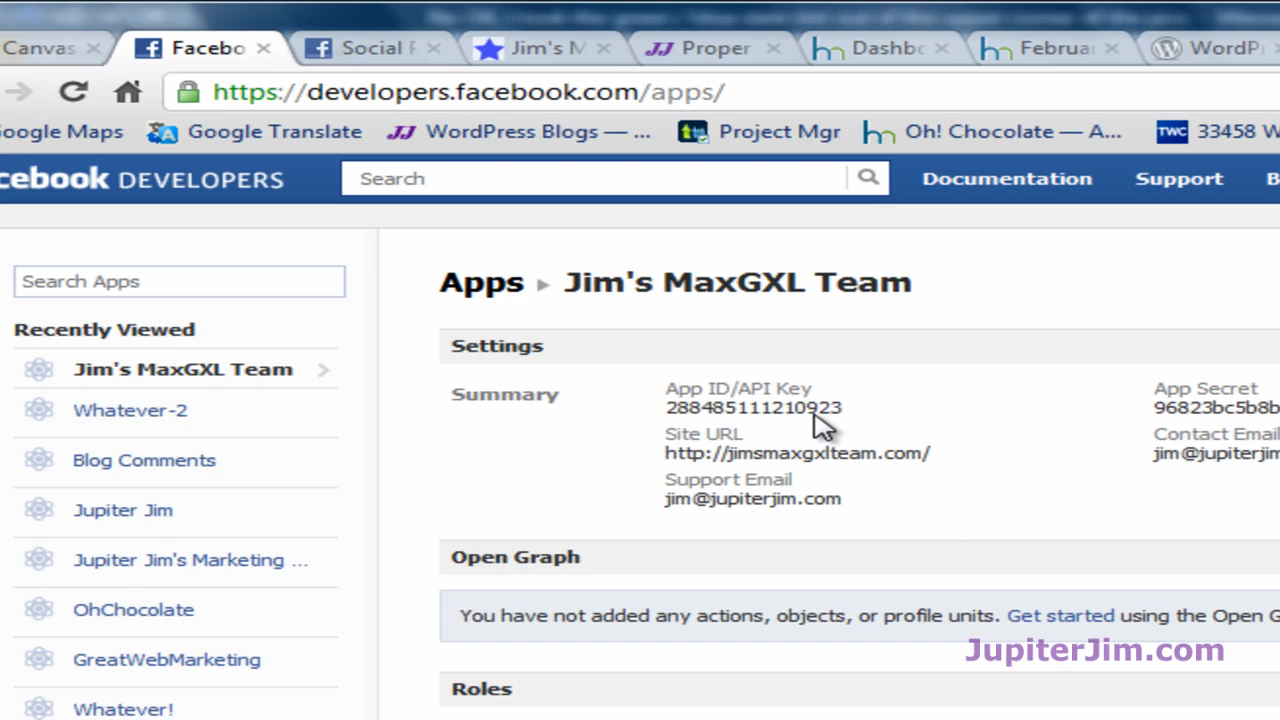 Canvas Facebo Social Jim's M Proper Dashbo Februar WordPr
https://developers.facebook.com/apps/
oogle Maps Google Translate JJ WordPress Blogs — ... Project Mgr Oh! Chocolate — A... TWC 33458 W
cebook DEVELOPERS Search Documentation Support B
Search Apps
Recently Viewed
Jim's MaxGXL Team
Whatever-2
Blog Comments
Jupiter Jim
Jupiter Jim's Marketing ...
OhChocolate
GreatWebMarketing
Whatever!
Apps ▸ Jim's MaxGXL Team
Settings
Summary
App ID/API Key
288485111210923
Site URL
http://jimsmaxgxlteam.com/
Support Email
jim@jupiterjim.com
App Secret
96823bc5b8b
Contact Email
jim@jupiterjim
Open Graph
You have not added any actions, objects, or profile units. Get started using the Open G
JupiterJim.com
Roles